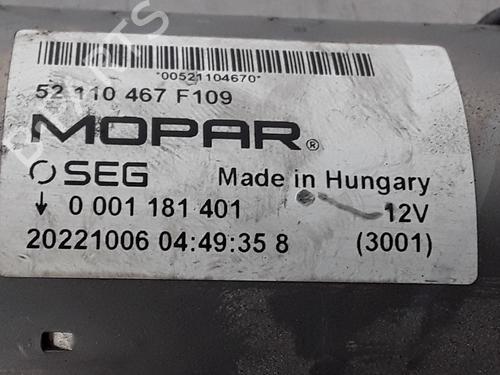 *00521104670*
52 110 467 F109
MOPAR®
SEG Made in Hungary
0 001 181 401 12V
20221006 04:49:35 8 (3001)